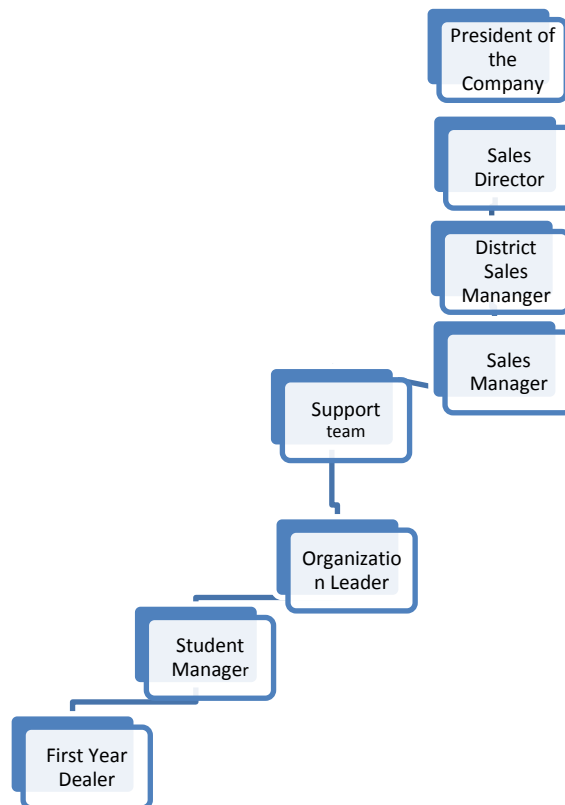 President of
the
Company
Sales
Director
District
Sales
Mananger
Sales
Manager
Support
team
Organizatio
n Leader
Student
Manager
First Year
Dealer